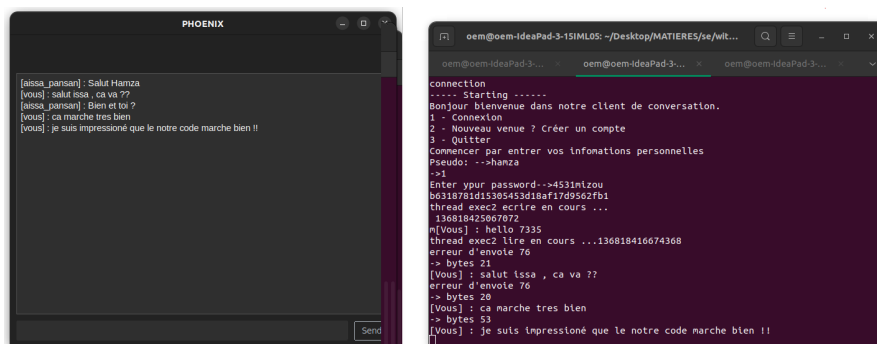 PHOENIX
[aissa_pansan] : Salut Hamza
[vous] : salut issa , ca va ??
[aissa_pansan] : Bien et toi ?
[vous] : ca marche tres bien
[vous] : je suis impressioné que le notre code marche bien !!
Send
oem@oem-IdeaPad-3-15IML05: ~/Desktop/MATIERES/se/wit...
oem@oem-IdeaPad-3-... oem@oem-IdeaPad-3-... oem@oem-IdeaPad-3-...
connection
----- Starting ------
Bonjour bienvenue dans notre client de conversation.
1 - Connexion
2 - Nouveau venue ? Créer un compte
3 - Quitter
Commencer par entrer vos infomations personnelles
Pseudo: -->hamza
->1
Enter ypur password-->4531mizou
b6318781d15305453d18af17d9562fb1
thread exec2 ecrire en cours ...
136818425067072
m[Vous] : hello 7335
thread exec2 lire en cours ...136818416674368
erreur d'envoie 76
-> bytes 21
[Vous] : salut issa , ca va ??
erreur d'envoie 76
-> bytes 20
[Vous] : ca marche tres bien
-> bytes 53
[Vous] : je suis impressioné que le notre code marche bien !!